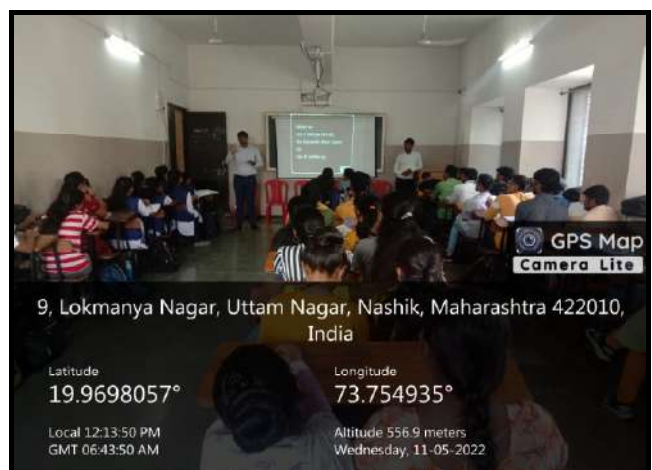 GPS Map
Camera Lite
9, Lokmanya Nagar, Uttam Nagar, Nashik, Maharashtra 422010,
India
Latitude
19.9698057°
Longitude
73.754935°
Local 12:13:50 PM
GMT 06:43:50 AM
Altitude 556.9 meters
Wednesday, 11-05-2022